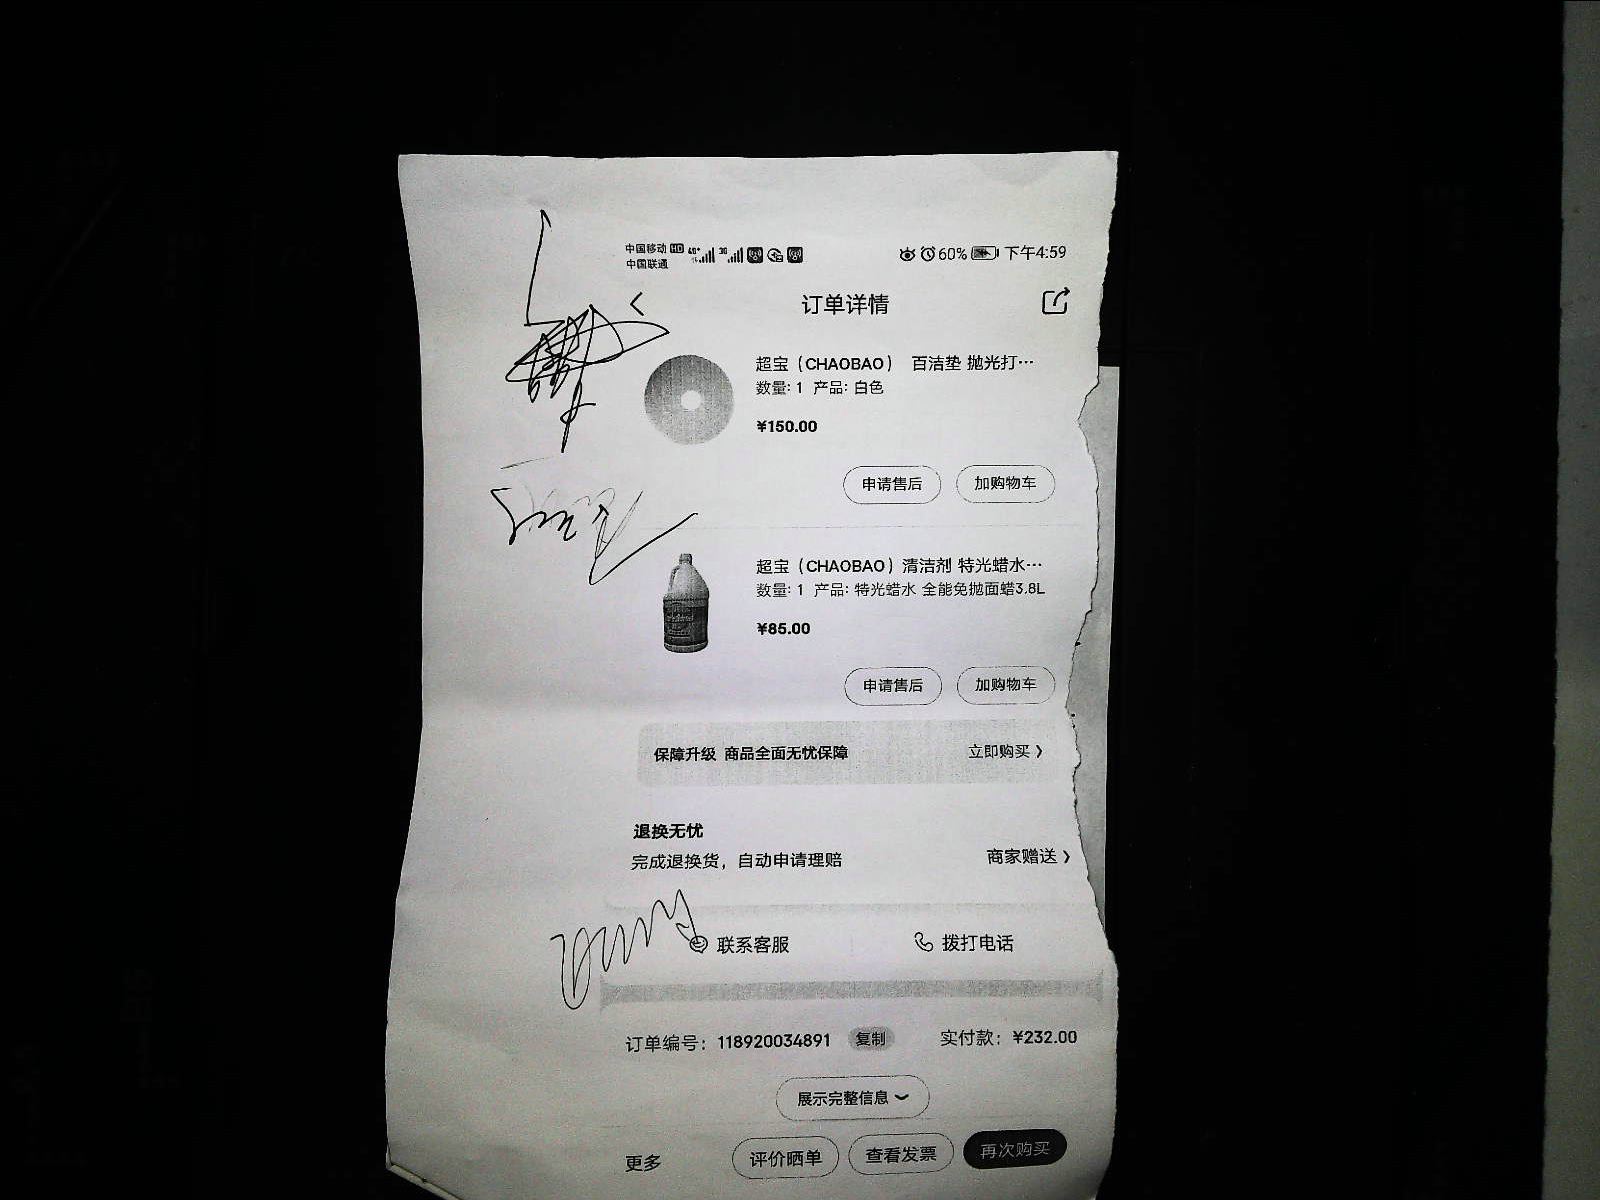 中国移动 HD 4G+ 3G 60% 下午4:59
中国联通
订单详情
超宝（CHAOBAO） 百洁垫 抛光打…
数量: 1 产品: 白色
¥150.00
申请售后 加购物车
超宝（CHAOBAO）清洁剂 特光蜡水…
数量: 1 产品: 特光蜡水 全能免抛面蜡3.8L
¥85.00
申请售后 加购物车
保障升级 商品全面无忧保障 立即购买
退换无忧
完成退换货，自动申请理赔 商家赠送
联系客服 拨打电话
订单编号: 118920034891 复制 实付款: ¥232.00
展示完整信息
更多 评价晒单 查看发票 再次购买